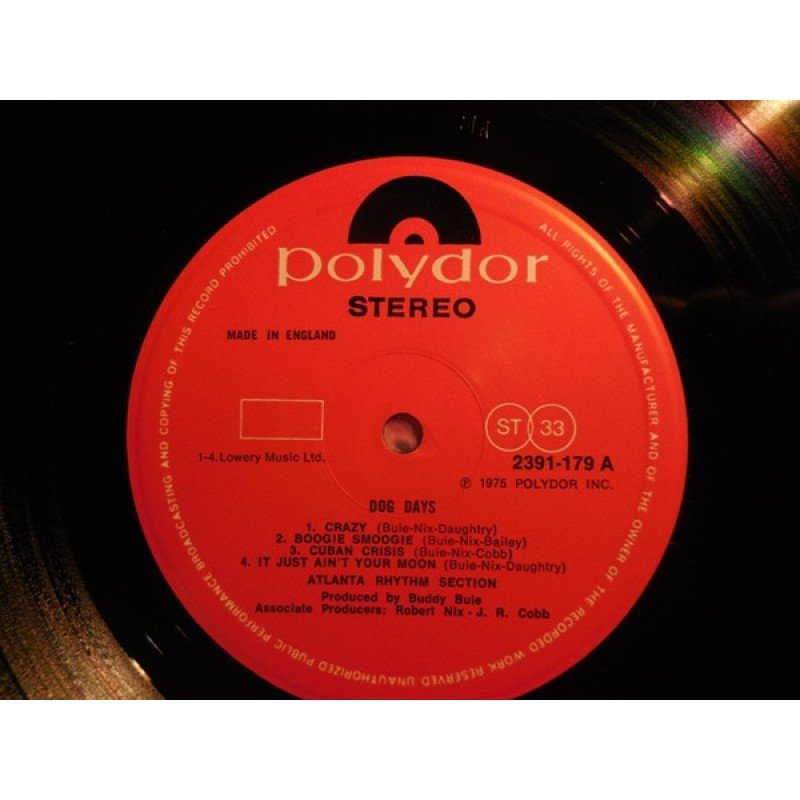 polydor
STEREO
MADE IN ENGLAND
ST 33
1-4. Lowery Music Ltd.
2391-179 A
℗ 1975 POLYDOR INC.
DOG DAYS
1. CRAZY (Buie-Nix-Daughtry)
2. BOOGIE SMOOGIE (Buie-Nix-Bailey)
3. CUBAN CRISIS (Buie-Nix-Cobb)
4. IT JUST AIN'T YOUR MOON (Buie-Nix-Daughtry)
ATLANTA RHYTHM SECTION
Produced by Buddy Buie
Associate Producers: Robert Nix - J. R. Cobb
ALL RIGHTS OF THE MANUFACTURER AND OF THE OWNER OF THE RECORDED WORK RESERVED UNAUTHORIZED PUBLIC PERFORMANCE BROADCASTING AND COPYING OF THIS RECORD PROHIBITED